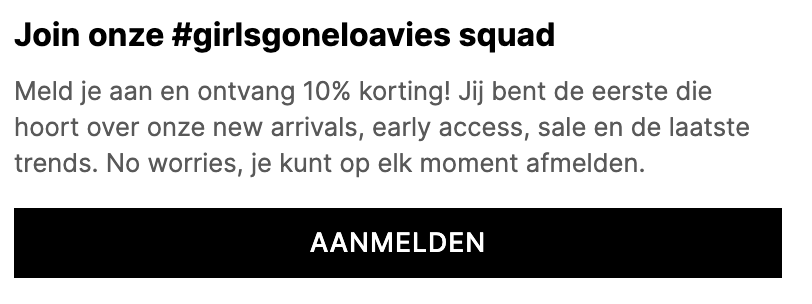 Join onze #girlsgoneloavies squad
Meld je aan en ontvang 10% korting! Jij bent de eerste die
hoort over onze new arrivals, early access, sale en de laatste
trends. No worries, je kunt op elk moment afmelden.
AANMELDEN